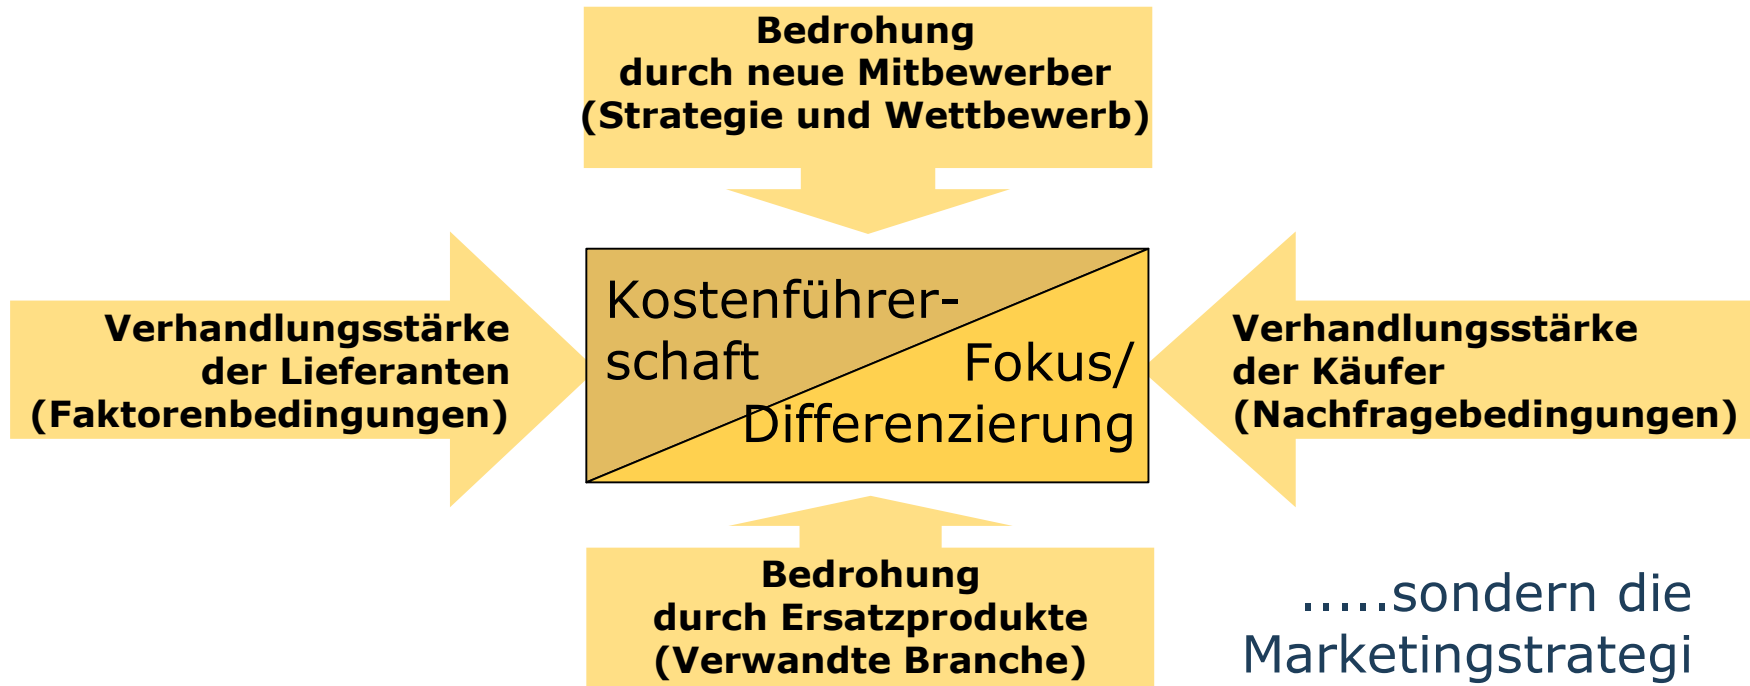 Bedrohung
durch neue Mitbewerber
(Strategie und Wettbewerb)
Verhandlungsstärke
der Lieferanten
(Faktorenbedingungen)
Kostenführer-
schaft
Fokus/
Differenzierung
Verhandlungsstärke
der Käufer
(Nachfragebedingungen)
Bedrohung
durch Ersatzprodukte
(Verwandte Branche)
.....sondern die
Marketingstrategi